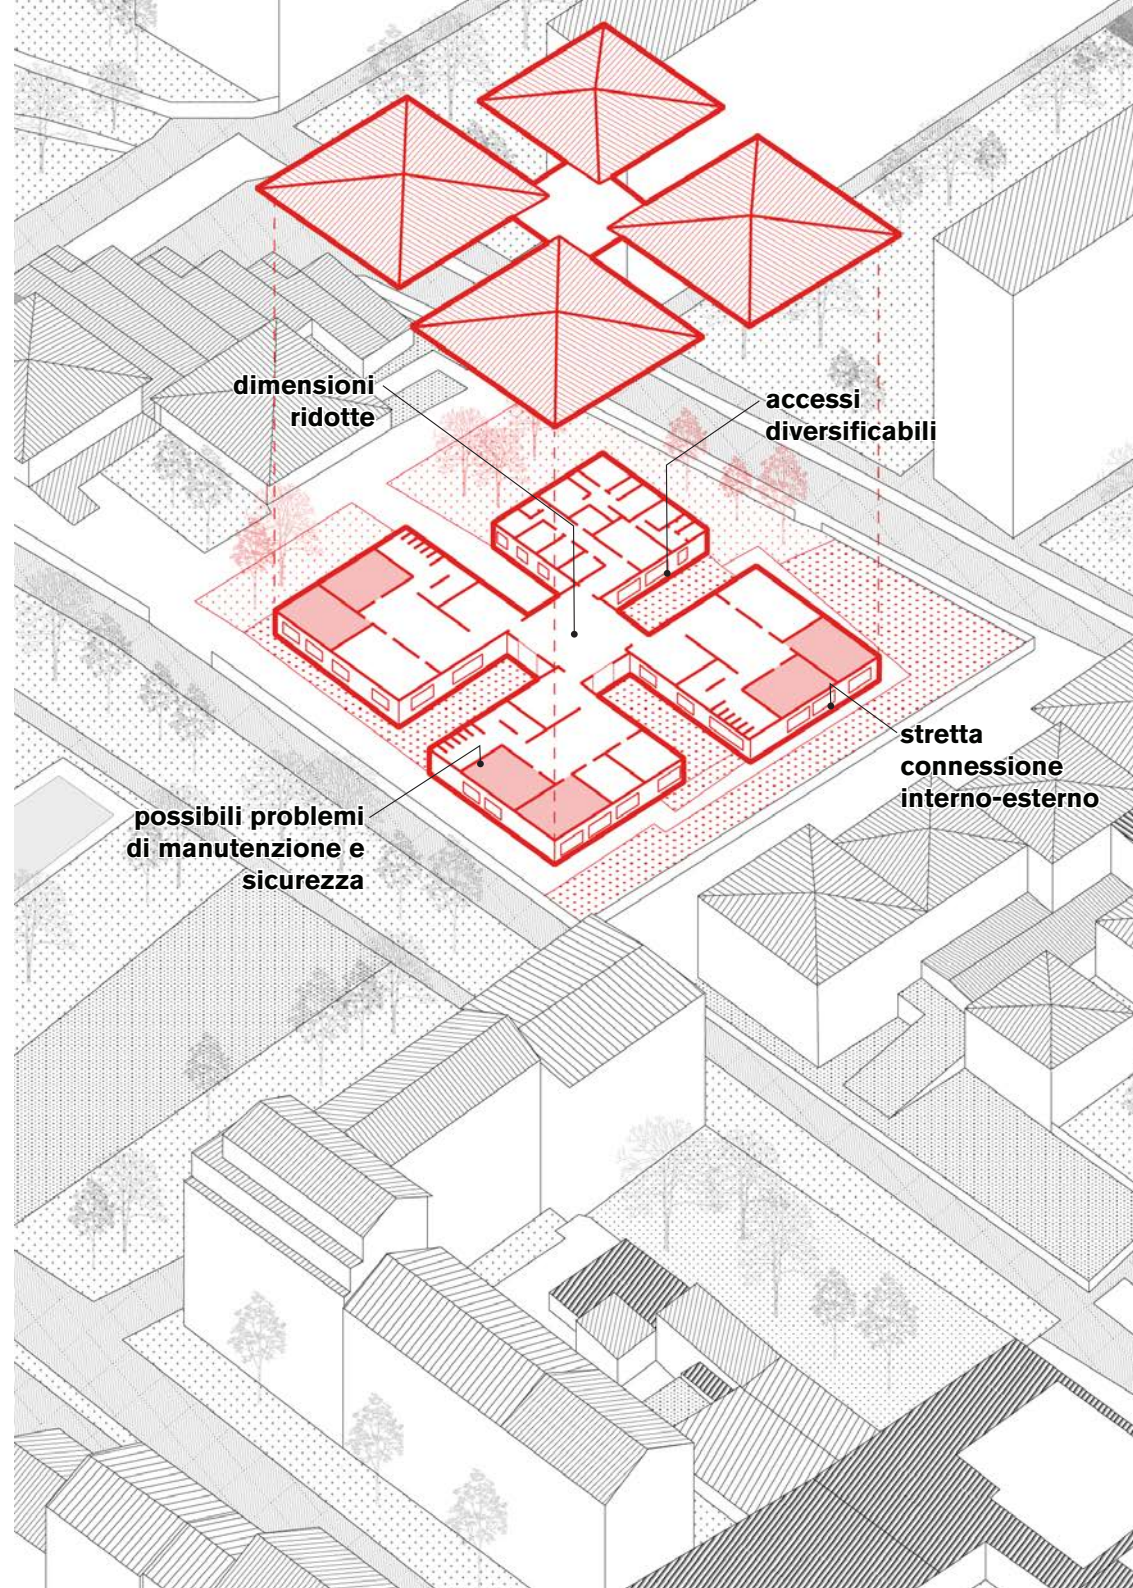 dimensioni
ridotte
accessi
diversificabili
stretta
connessione
interno-esterno
possibili problemi
di manutenzione e
sicurezza